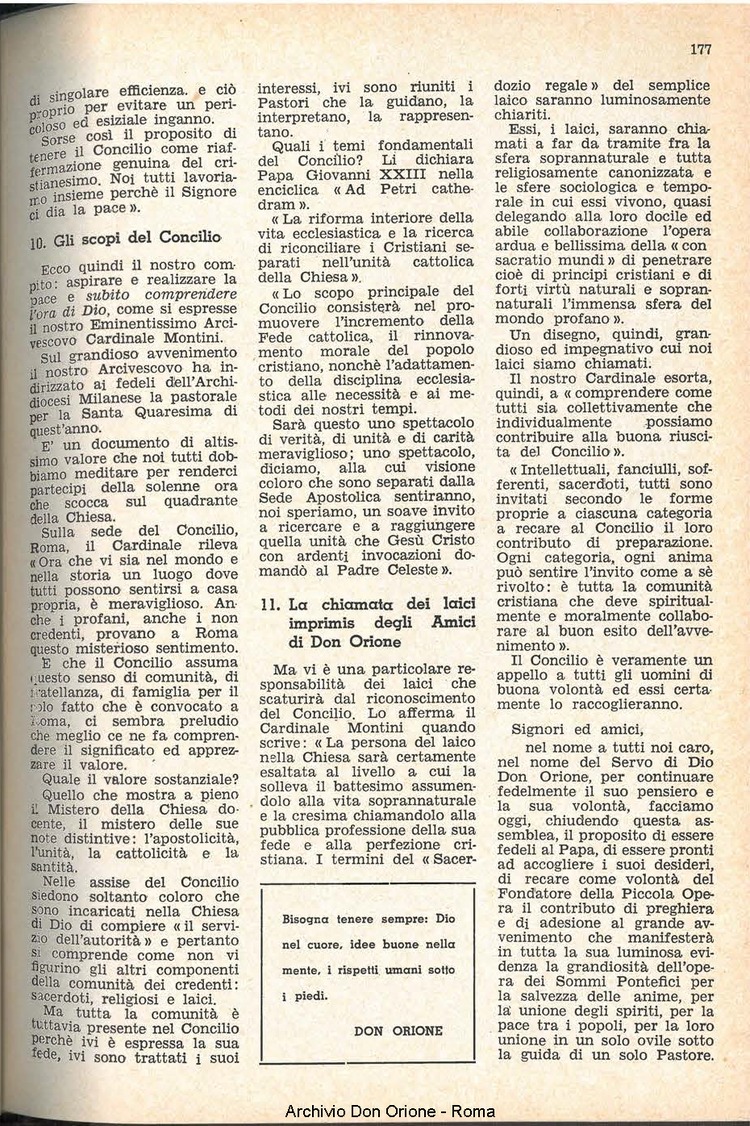 177
di singolare efficienza. e ciò
proprio per evitare un peri-
coloso ed esiziale inganno.
Sorse così il proposito di
tenere il Concilio come riaf-
fermazione genuina del cri-
stianesimo. Noi tutti lavoria-
mo insieme perchè il Signore
ci dia la pace ».
10. Gli scopi del Concilio
Ecco quindi il nostro com-
pito: aspirare e realizzare la
pace e subito comprendere
l'ora di Dio, come si espresse
il nostro Eminentissimo Arci-
vescovo Cardinale Montini.
Sul grandioso avvenimento
il nostro Arcivescovo ha in-
dirizzato ai fedeli dell'Archi-
diocesi Milanese la pastorale
per la Santa Quaresima di
quest'anno.
E' un documento di altis-
simo valore che noi tutti dob-
biamo meditare per renderci
partecipi della solenne ora
che scocca sul quadrante
della Chiesa.
Sulla sede del Concilio,
Roma, il Cardinale rileva
« Ora che vi sia nel mondo e
nella storia un luogo dove
tutti possono sentirsi a casa
propria, è meraviglioso. An-
che i profani, anche i non
credenti, provano a Roma
questo misterioso sentimento.
E che il Concilio assuma
questo senso di comunità, di
fratellanza, di famiglia per il
solo fatto che è convocato a
Roma, ci sembra preludio
che meglio ce ne fa compren-
dere il significato ed apprez-
zare il valore.
Quale il valore sostanziale?
Quello che mostra a pieno
il Mistero della Chiesa do-
cente, il mistero delle sue
note distintive: l'apostolicità,
l'unità, la cattolicità e la
santità.
Nelle assise del Concilio
siedono soltanto coloro che
sono incaricati nella Chiesa
di Dio di compiere « il servi-
zio dell'autorità » e pertanto
si comprende come non vi
figurino gli altri componenti
della comunità dei credenti:
sacerdoti, religiosi e laici.
Ma tutta la comunità è
tuttavia presente nel Concilio
perchè ivi è espressa la sua
fede, ivi sono trattati i suoi
interessi, ivi sono riuniti i
Pastori che la guidano, la
interpretano, la rappresen-
tano.
Quali i temi fondamentali
del Concilio? Li dichiara
Papa Giovanni XXIII nella
enciclica « Ad Petri cathe-
dram ».
« La riforma interiore della
vita ecclesiastica e la ricerca
di riconciliare i Cristiani se-
parati nell'unità cattolica
della Chiesa ».
« Lo scopo principale del
Concilio consisterà nel pro-
muovere l'incremento della
Fede cattolica, il rinnova-
mento morale del popolo
cristiano, nonchè l'adattamen-
to della disciplina ecclesia-
stica alle necessità e ai me-
todi dei nostri tempi.
Sarà questo uno spettacolo
di verità, di unità e di carità
meraviglioso; uno spettacolo,
diciamo, alla cui visione
coloro che sono separati dalla
Sede Apostolica sentiranno,
noi speriamo, un soave invito
a ricercare e a raggiungere
quella unità che Gesù Cristo
con ardenti invocazioni do-
mandò al Padre Celeste ».
11. La chiamata dei laici
imprimis degli Amici
di Don Orione
Ma vi è una particolare re-
sponsabilità dei laici che
scaturirà dal riconoscimento
del Concilio. Lo afferma il
Cardinale Montini quando
scrive: « La persona del laico
nella Chiesa sarà certamente
esaltata al livello a cui la
solleva il battesimo assumen-
dolo alla vita soprannaturale
e la cresima chiamandolo alla
pubblica professione della sua
fede e alla perfezione cri-
stiana. I termini del « Sacer-
Bisogna tenere sempre: Dio
nel cuore, idee buone nella
mente, i rispetti umani sotto
i piedi.
DON ORIONE
dozio regale » del semplice
laico saranno luminosamente
chiariti.
Essi, i laici, saranno chia-
mati a far da tramite fra la
sfera soprannaturale e tutta
religiosamente canonizzata e
le sfere sociologica e tempo-
rale in cui essi vivono, quasi
delegando alla loro docile ed
abile collaborazione l'opera
ardua e bellissima della « con
sacratio mundi » di penetrare
cioè di principi cristiani e di
forti virtù naturali e sopran-
naturali l'immensa sfera del
mondo profano ».
Un disegno, quindi, gran-
dioso ed impegnativo cui noi
laici siamo chiamati.
Il nostro Cardinale esorta,
quindi, a « comprendere come
tutti sia collettivamente che
individualmente possiamo
contribuire alla buona riusci-
ta del Concilio ».
« Intellettuali, fanciulli, sof-
ferenti, sacerdoti, tutti sono
invitati secondo le forme
proprie a ciascuna categoria
a recare al Concilio il loro
contributo di preparazione.
Ogni categoria, ogni anima
può sentire l'invito come a sè
rivolto: è tutta la comunità
cristiana che deve spiritual-
mente e moralmente collabo-
rare al buon esito dell'avve-
nimento ».
Il Concilio è veramente un
appello a tutti gli uomini di
buona volontà ed essi certa-
mente lo raccoglieranno.
Signori ed amici,
nel nome a tutti noi caro,
nel nome del Servo di Dio
Don Orione, per continuare
fedelmente il suo pensiero e
la sua volontà, facciamo
oggi, chiudendo questa as-
semblea, il proposito di essere
fedeli al Papa, di essere pronti
ad accogliere i suoi desideri,
di recare come volontà del
Fondatore della Piccola Ope-
ra il contributo di preghiera
e di adesione al grande av-
venimento che manifesterà
in tutta la sua luminosa evi-
denza la grandiosità dell'ope-
ra dei Sommi Pontefici per
la salvezza delle anime, per
la unione degli spiriti, per la
pace tra i popoli, per la loro
unione in un solo ovile sotto
la guida di un solo Pastore.
Archivio Don Orione - Roma